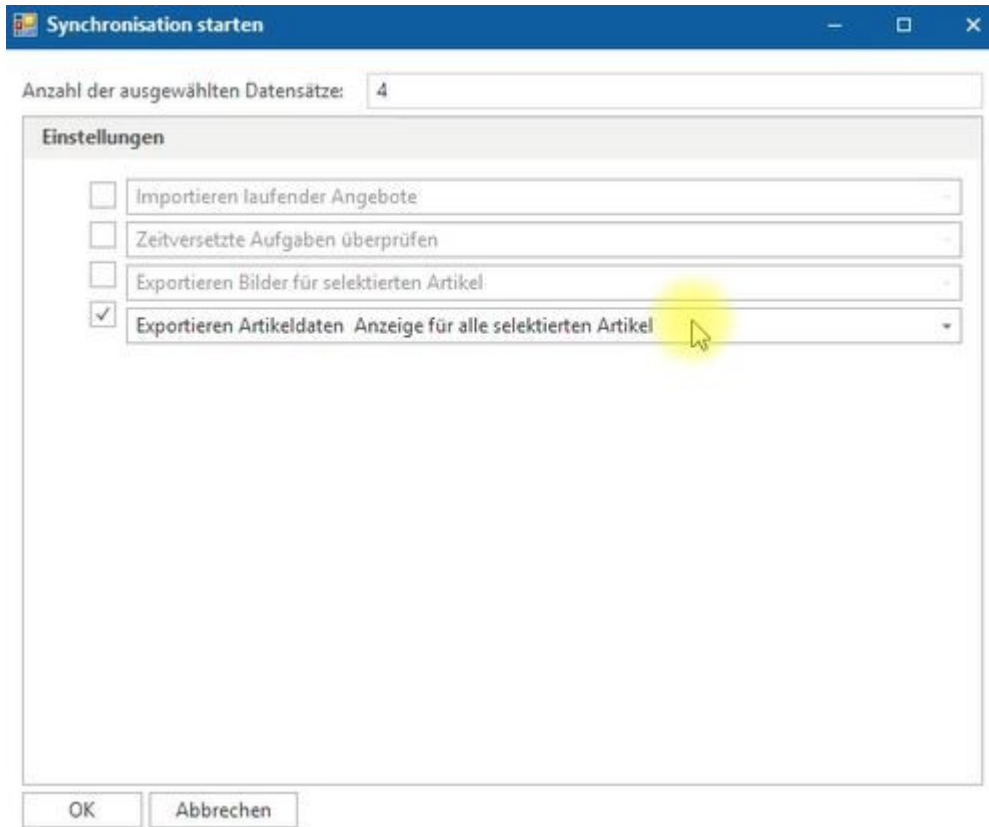 Synchronisation starten
Anzahl der ausgewählten Datensätze: 4
Einstellungen
Importieren laufender Angebote
Zeitversetzte Aufgaben überprüfen
Exportieren Bilder für selektierten Artikel
Exportieren Artikeldaten Anzeige für alle selektierten Artikel
OK Abbrechen